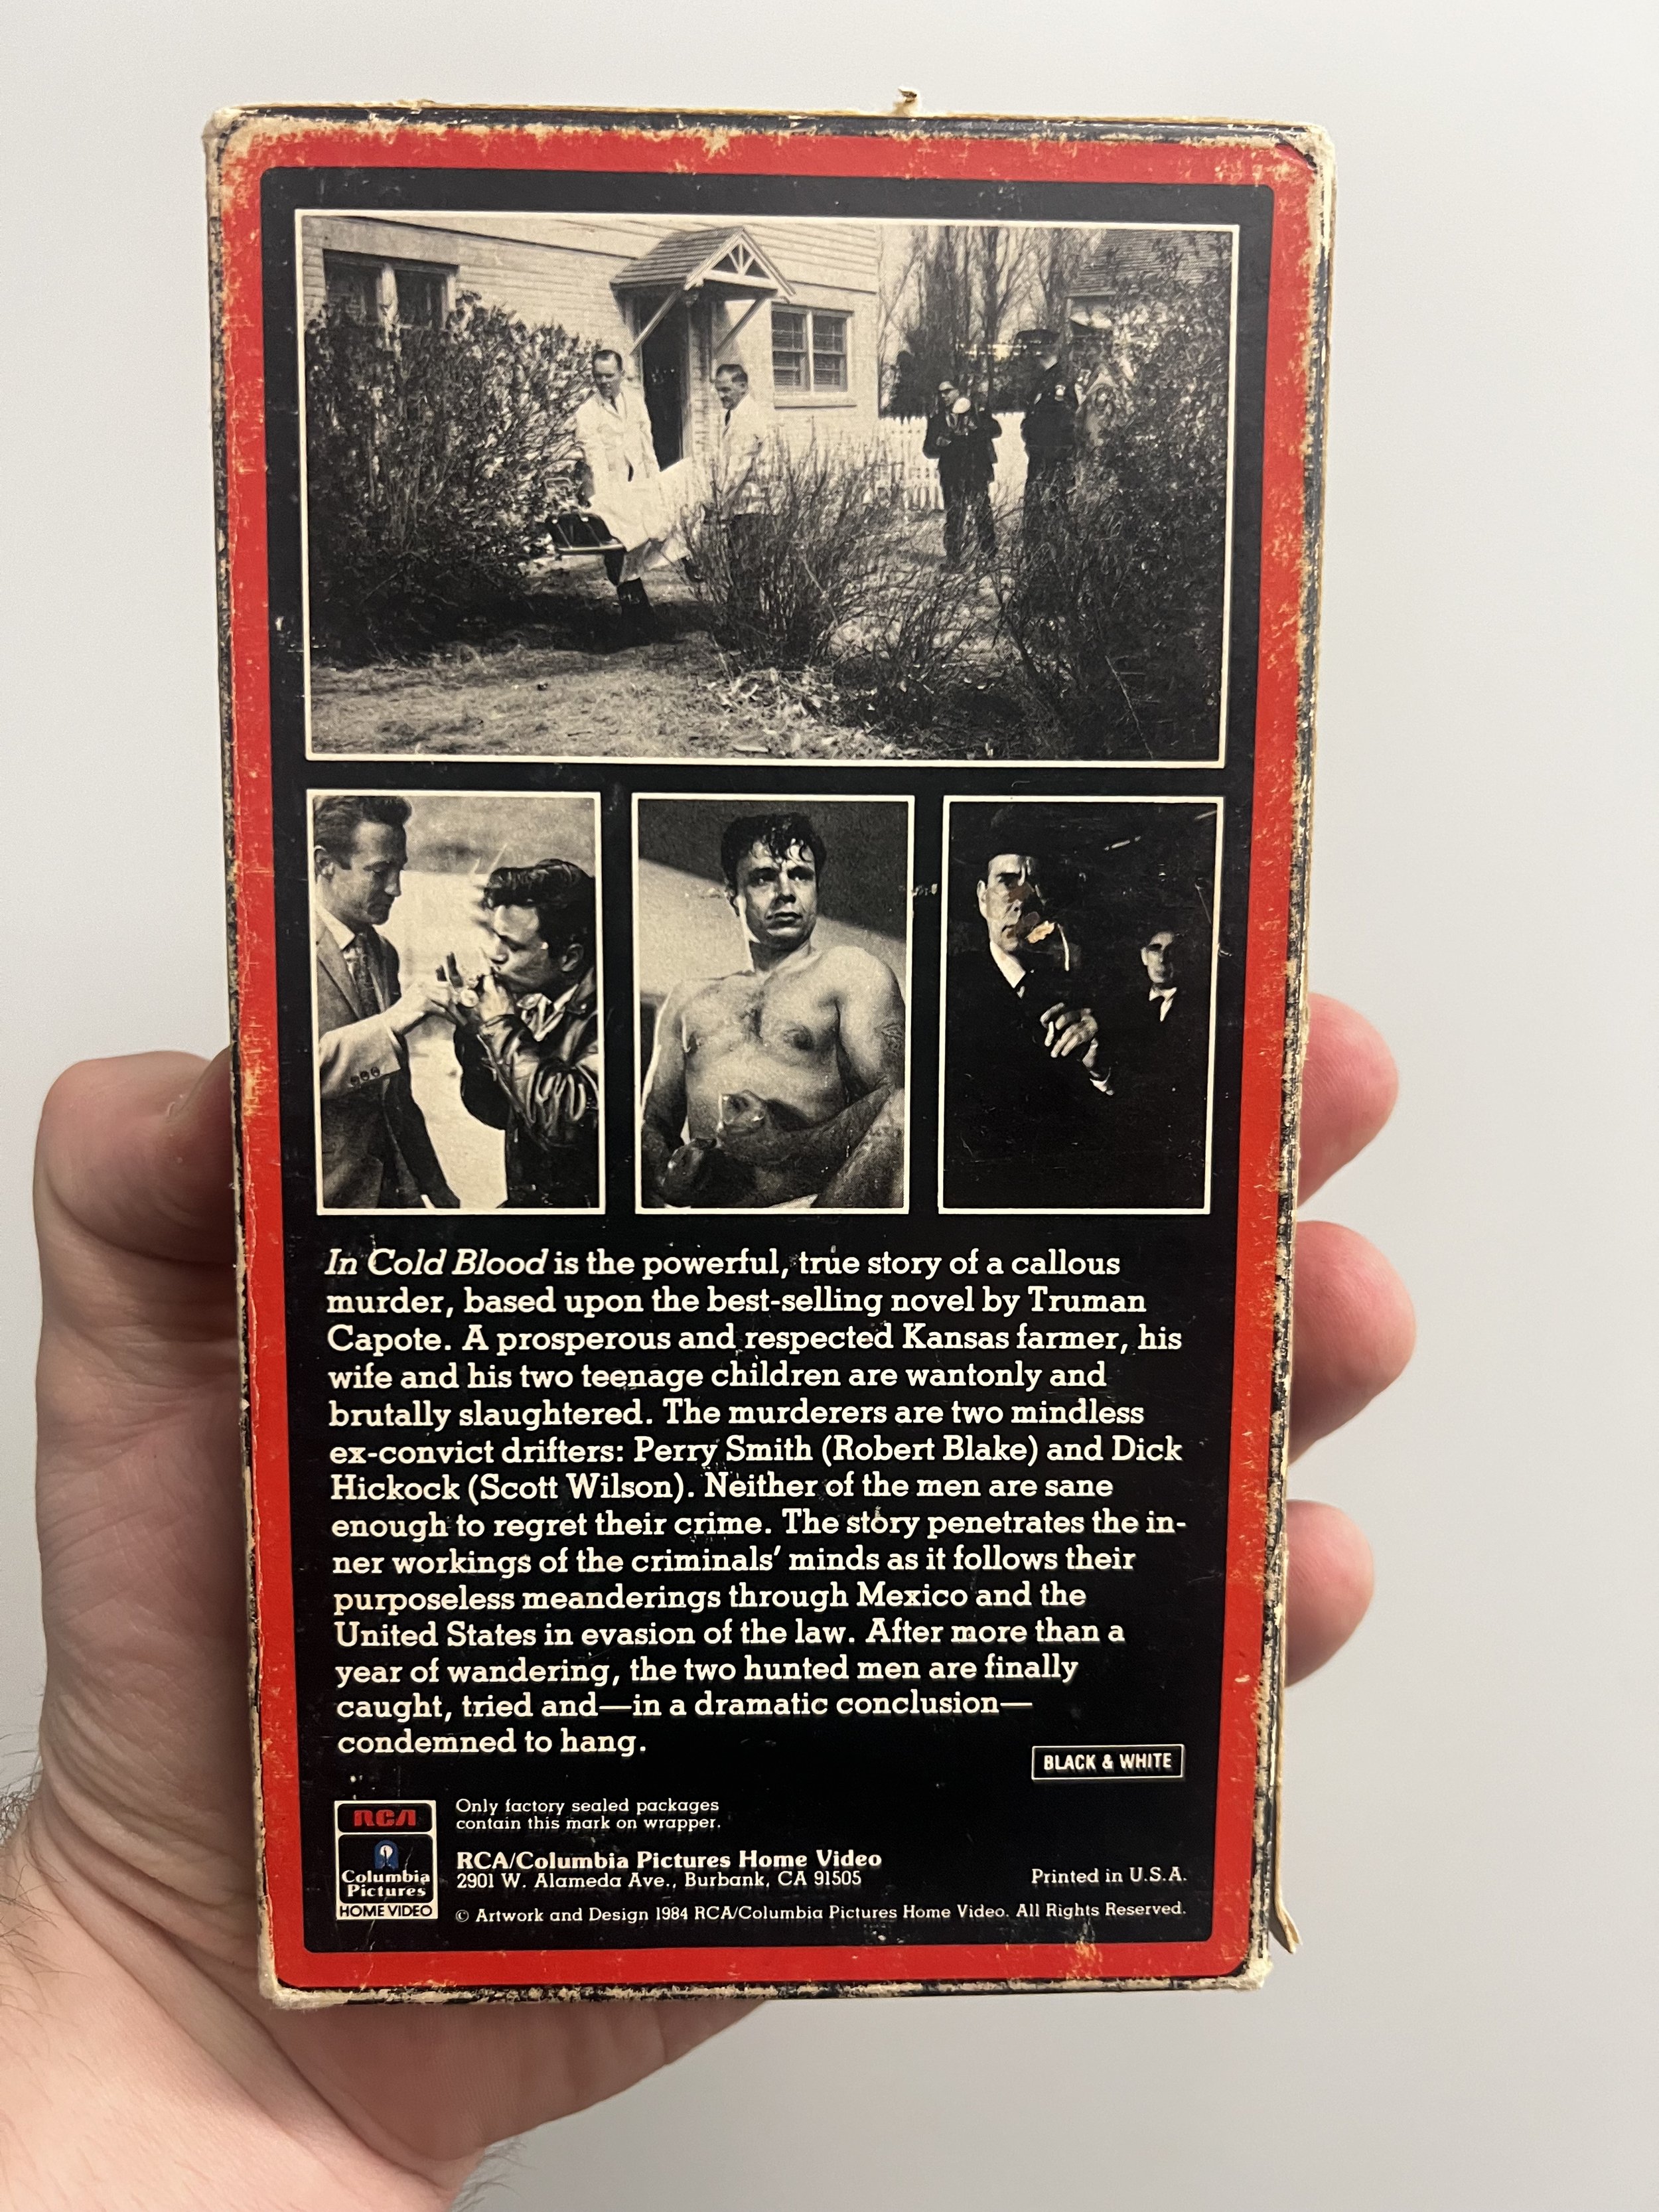 In Cold Blood is the powerful, true story of a callous
murder, based upon the best-selling novel by Truman
Capote. A prosperous and respected Kansas farmer, his
wife and his two teenage children are wantonly and
brutally slaughtered. The murderers are two mindless
ex-convict drifters: Perry Smith (Robert Blake) and Dick
Hickock (Scott Wilson). Neither of the men are sane
enough to regret their crime. The story penetrates the in-
ner workings of the criminals' minds as it follows their
purposeless meanderings through Mexico and the
United States in evasion of the law. After more than a
year of wandering, the two hunted men are finally
caught, tried and—in a dramatic conclusion—
condemned to hang.
BLACK & WHITE
RCA
Columbia
Pictures
HOME VIDEO
Only factory sealed packages
contain this mark on wrapper.
RCA/Columbia Pictures Home Video
2901 W. Alameda Ave., Burbank, CA 91505
Printed in U.S.A.
© Artwork and Design 1984 RCA/Columbia Pictures Home Video. All Rights Reserved.